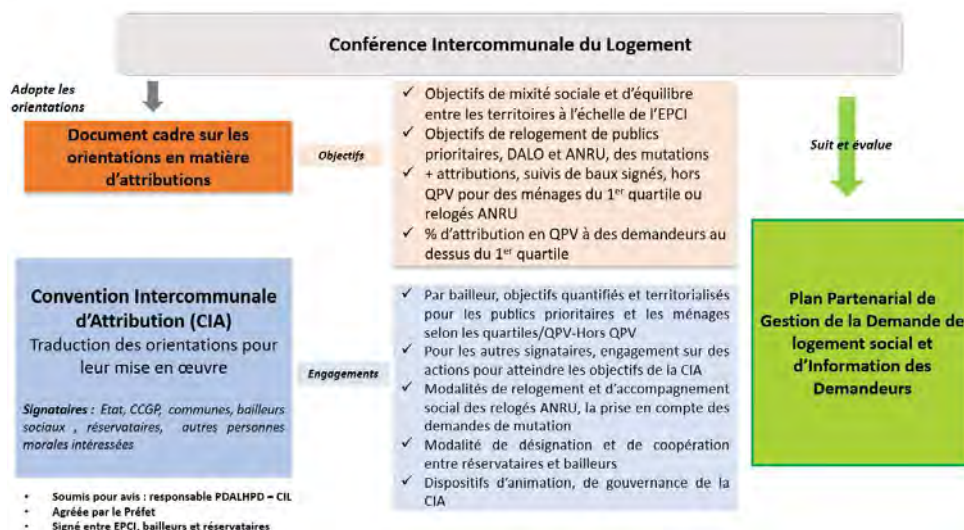 Conférence Intercommunale du Logement
Adopte les
orientations
Document cadre sur les
orientations en matière
d'attributions
Objectifs
✓ Objectifs de mixité sociale et d'équilibre
entre les territoires à l'échelle de l'EPCI
✓ Objectifs de relogement de publics
prioritaires, DALO et ANRU, des mutations
✓ + attributions, suivis de baux signés, hors
QPV pour des ménages du 1er quartile ou
relogés ANRU
✓ % d'attribution en QPV à des demandeurs au
dessus du 1er quartile
Suit et évalue
Convention Intercommunale
d'Attribution (CIA)
Traduction des orientations pour
leur mise en œuvre
Signataires : Etat, CCGP, communes, bailleurs
sociaux , réservataires, autres personnes
morales intéressées
Engagements
✓ Par bailleur, objectifs quantifiés et territorialisés
pour les publics prioritaires et les ménages
selon les quartiles/QPV-Hors QPV
✓ Pour les autres signataires, engagement sur des
actions pour atteindre les objectifs de la CIA
✓ Modalités de relogement et d'accompagnement
social des relogés ANRU, la prise en compte des
demandes de mutation
✓ Modalité de désignation et de coopération
entre réservataires et bailleurs
✓ Dispositifs d'animation, de gouvernance de la
CIA
Plan Partenarial de
Gestion de la Demande de
logement social et
d'Information des
Demandeurs
• Soumis pour avis : responsable PDALHPD – CIL
• Agréée par le Préfet
• Signé entre EPCI, bailleurs et réservataires